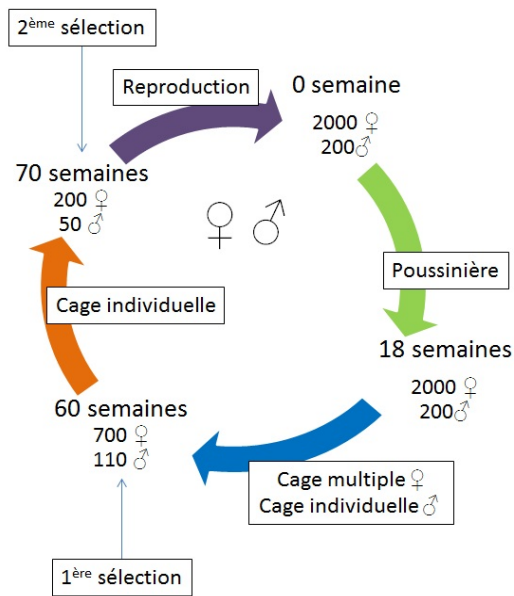 2ème sélection
Reproduction
0 semaine
2000 ♀
200♂
70 semaines
200 ♀
50 ♂
♀ ♂
Poussinière
Cage individuelle
18 semaines
2000 ♀
200♂
60 semaines
700 ♀
110 ♂
Cage multiple♀
Cage individuelle♂
1ère sélection